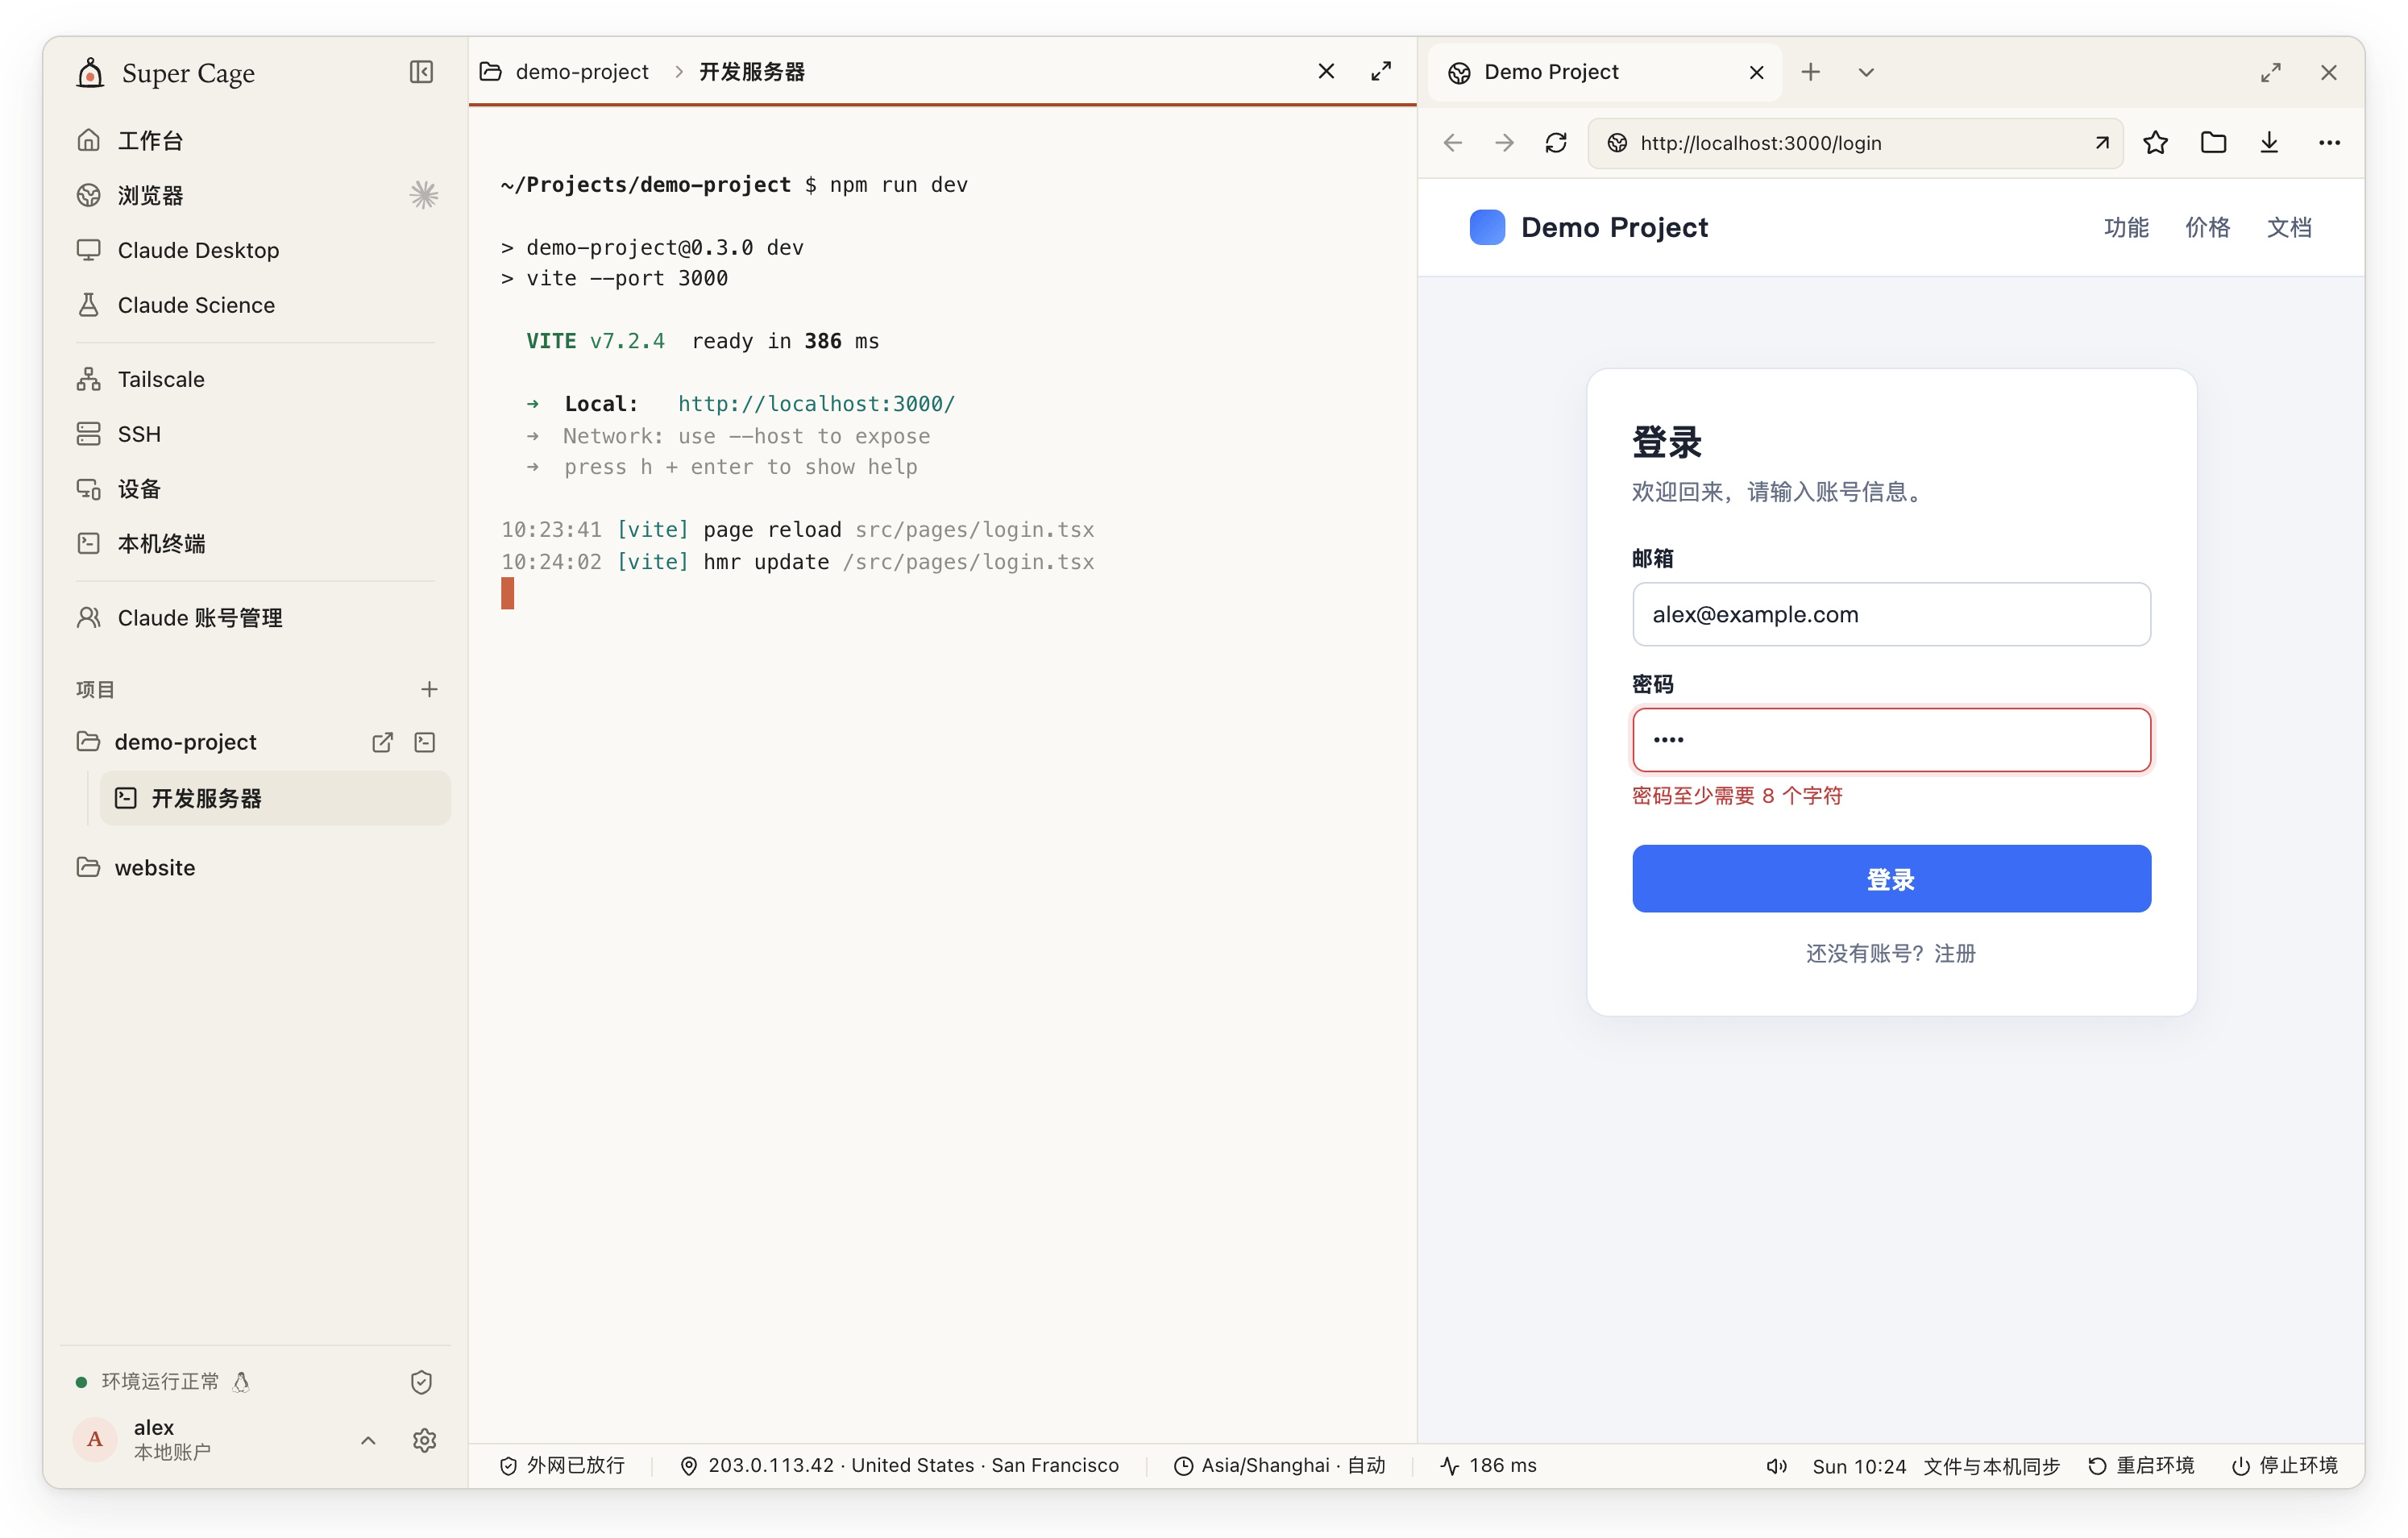 Super Cage
工作台
浏览器
Claude Desktop
Claude Science
Tailscale
SSH
设备
本机终端
Claude 账号管理
项目
demo-project
开发服务器
website
环境运行正常
A
alex
本地账户
demo-project > 开发服务器
~/Projects/demo-project $ npm run dev
> demo-project@0.3.0 dev
> vite --port 3000
VITE v7.2.4 ready in 386 ms
➜ Local: http://localhost:3000/
➜ Network: use --host to expose
➜ press h + enter to show help
10:23:41 [vite] page reload src/pages/login.tsx
10:24:02 [vite] hmr update /src/pages/login.tsx
Demo Project
http://localhost:3000/login
Demo Project
功能 价格 文档
登录
欢迎回来，请输入账号信息。
邮箱
alex@example.com
密码
••••
密码至少需要 8 个字符
登录
还没有账号？注册
外网已放行 203.0.113.42 · United States · San Francisco Asia/Shanghai · 自动 186 ms Sun 10:24 文件与本机同步 重启环境 停止环境